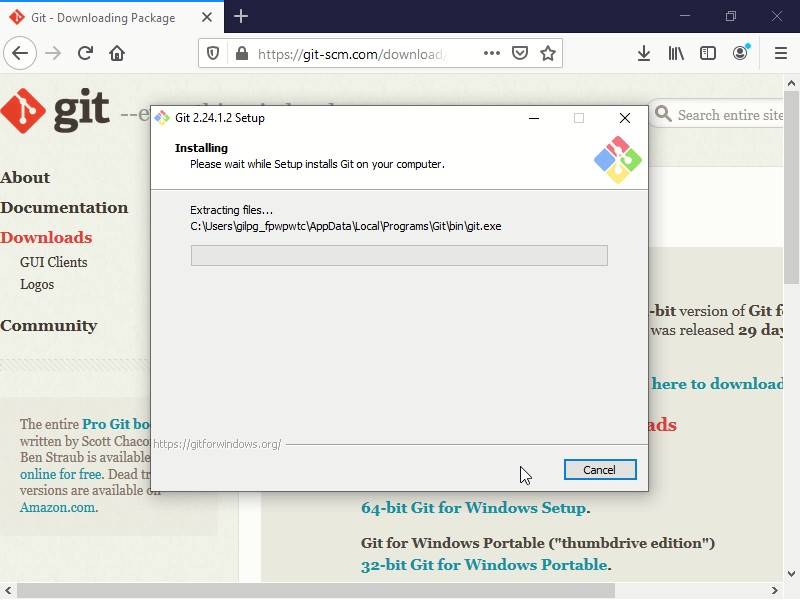 Git - Downloading Package
https://git-scm.com/download/
git
Git 2.24.1.2 Setup
Installing
Please wait while Setup installs Git on your computer.
Extracting files...
C:\Users\gilpg_fpwpwtc\AppData\Local\Programs\Git\bin\git.exe
https://gitforwindows.org/
Cancel
Search entire site
About
Documentation
Downloads
GUI Clients
Logos
Community
The entire Pro Git bo
written by Scott Chaco
Ben Straub is available
online for free. Dead tr
versions are available on
Amazon.com.
-bit version of Git fo
was released 29 day
here to download
ads
64-bit Git for Windows Setup.
Git for Windows Portable ("thumbdrive edition")
32-bit Git for Windows Portable.